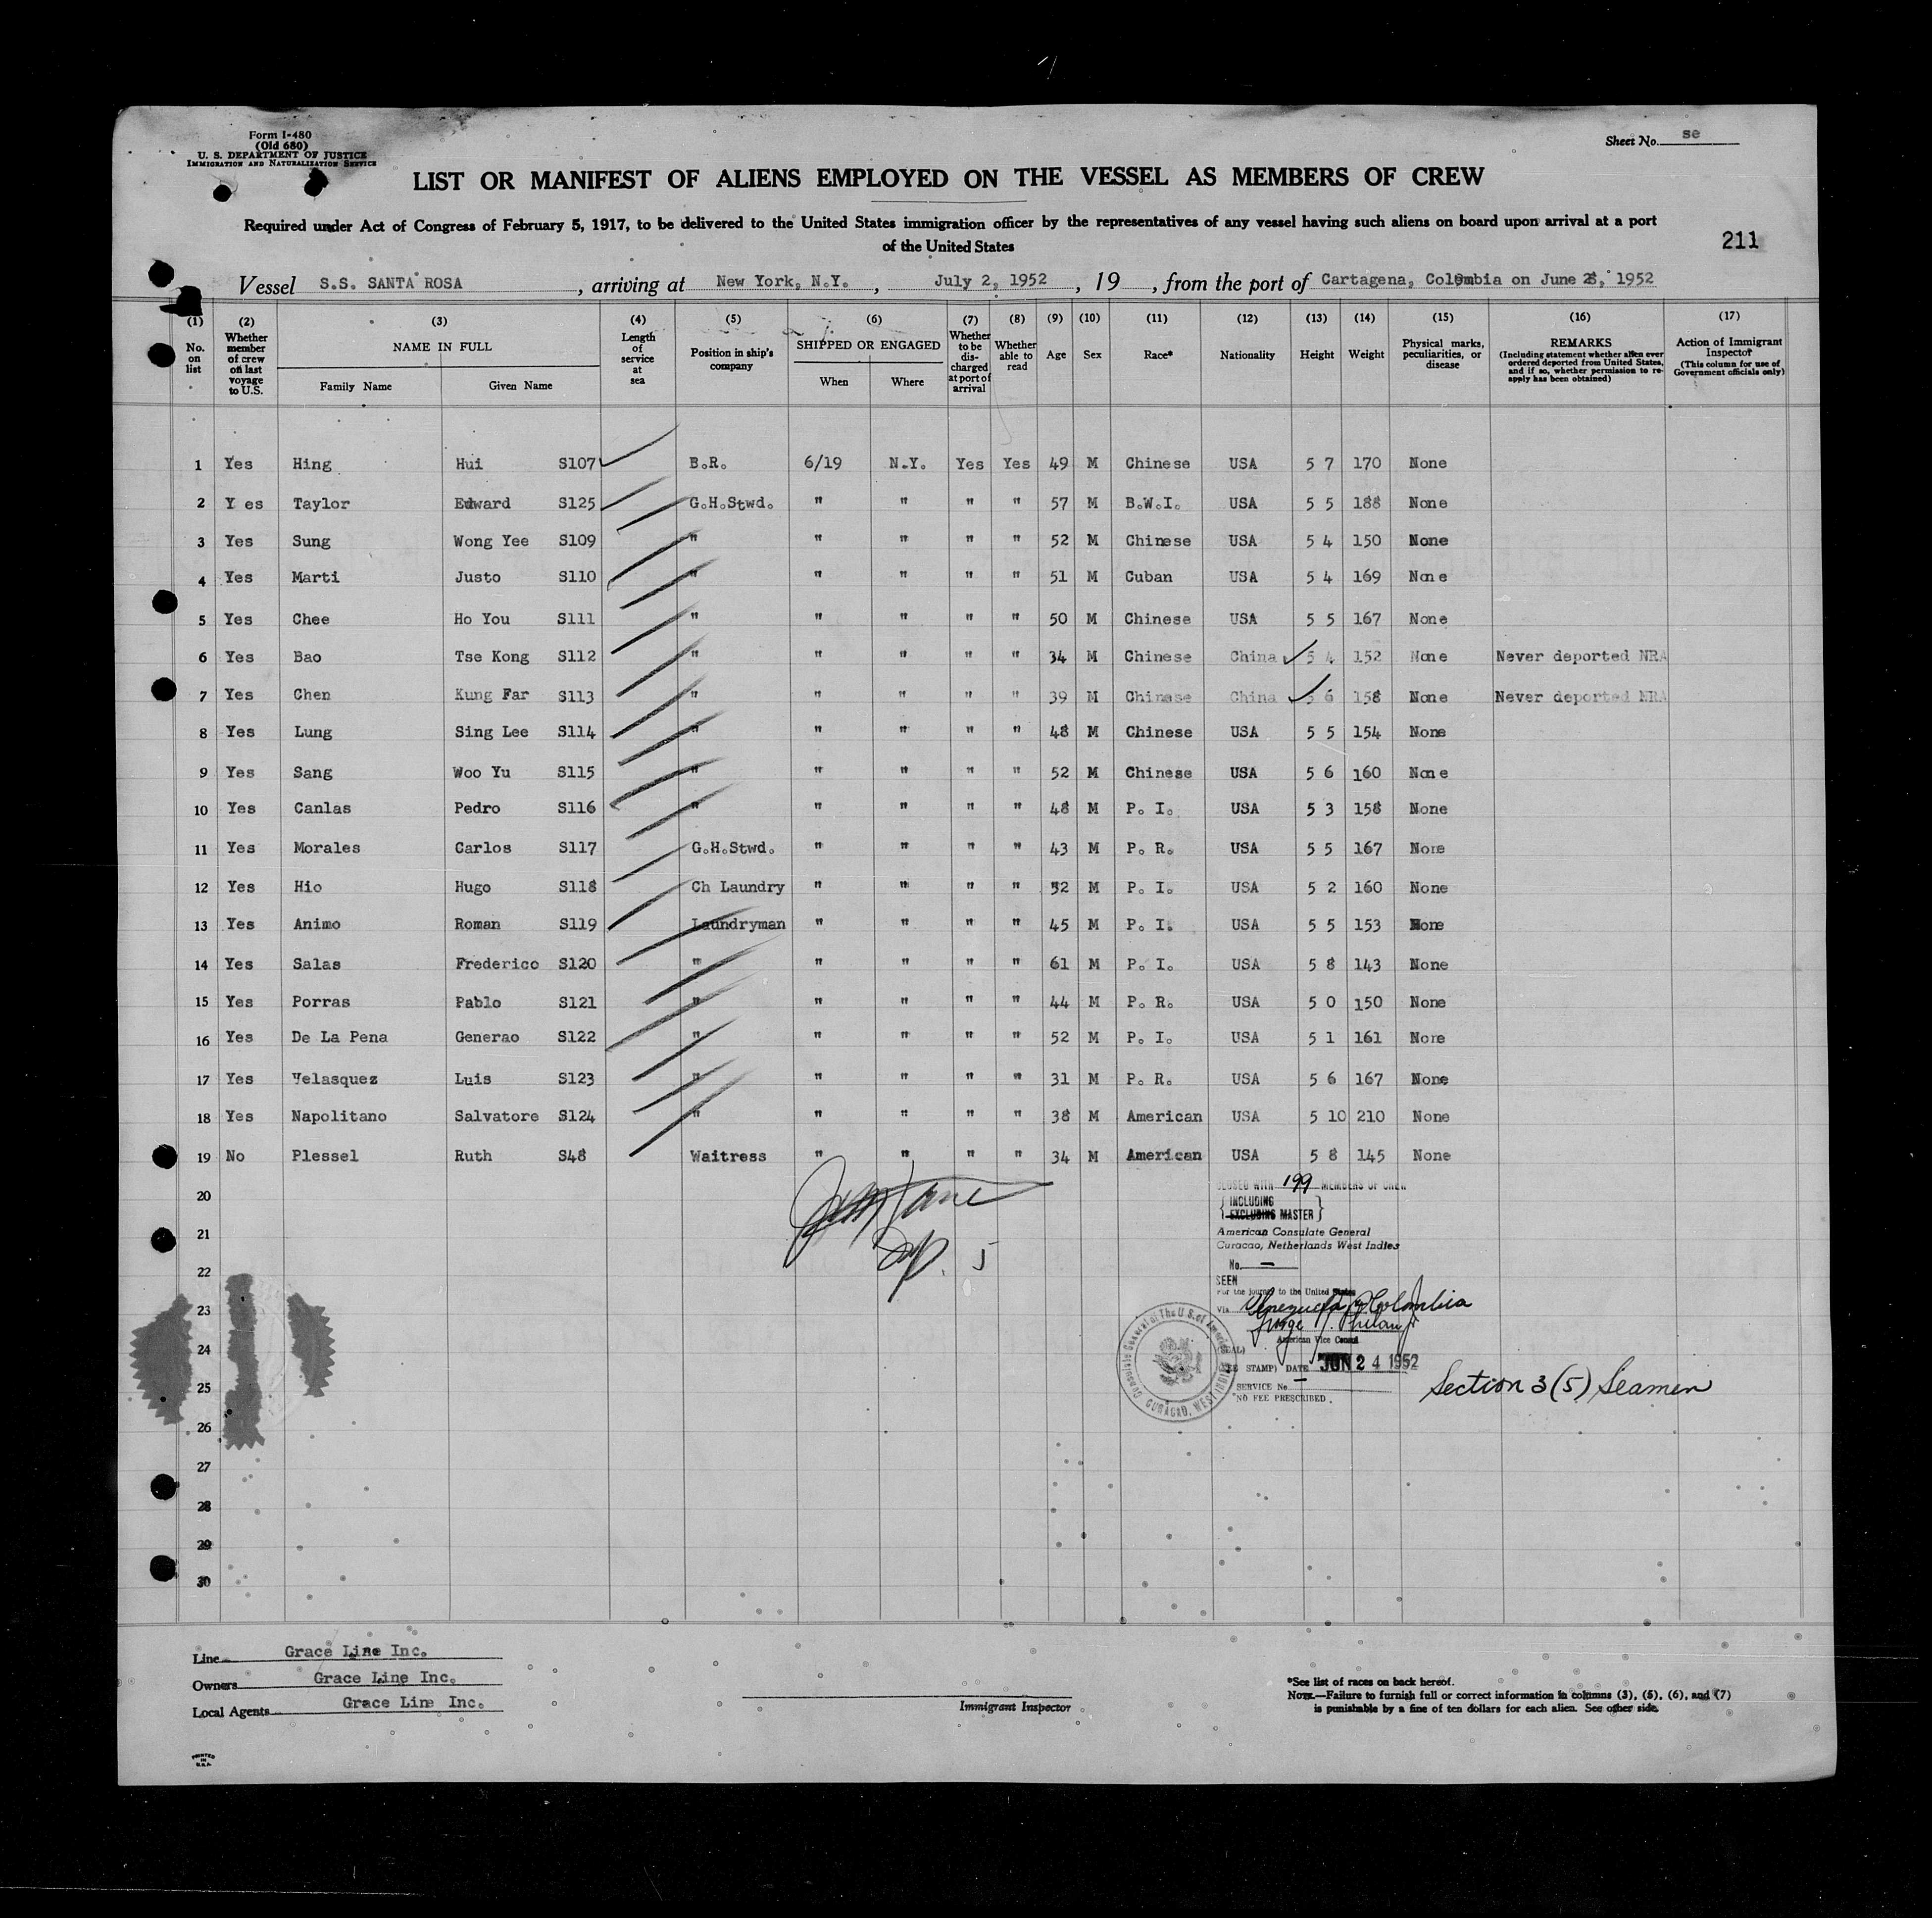 Form I-480
(Old 680)
U. S. DEPARTMENT OF JUSTICE
IMMIGRATION AND NATURALIZATION SERVICE
Sheet No. se
LIST OR MANIFEST OF ALIENS EMPLOYED ON THE VESSEL AS MEMBERS OF CREW
Required under Act of Congress of February 5, 1917, to be delivered to the United States immigration officer by the representatives of any vessel having such aliens on board upon arrival at a port
of the United States
211
Vessel S.S. SANTA ROSA, arriving at New York, N.Y., July 2, 1952, 19 , from the port of Cartagena, Colombia on June , 1952
(1) No. on list
(2) Whether member of crew on last voyage to U.S.
(3) NAME IN FULL Family Name Given Name
(4) Length of service at sea
(5) Position in ship's company
(6) SHIPPED OR ENGAGED When Where
(7) Whether to be discharged at port of arrival
(8) Whether able to read
(9) Age
(10) Sex
(11) Race*
(12) Nationality
(13) Height
(14) Weight
(15) Physical marks, peculiarities, or disease
(16) REMARKS (Including statement whether alien ever ordered deported from United States, and if so, whether permission to reapply has been obtained)
(17) Action of Immigrant Inspector (This column for use of Government officials only)
1 Yes Hing Hui S107 B.R. 6/19 N.Y. Yes Yes 49 M Chinese USA 5 7 170 None
2 Y es Taylor Edward S125 G.H.Stwd. " " " " 57 M B.W.I. USA 5 5 188 None
3 Yes Sung Wong Yee S109 " " " " " 52 M Chinese USA 5 4 150 None
4 Yes Marti Justo S110 " " " " " 51 M Cuban USA 5 4 169 None
5 Yes Chee Ho You S111 " " " " " 50 M Chinese USA 5 5 167 None
6 Yes Bao Tse Kong S112 " " " " " 34 M Chinese China 5 4 152 None Never deported NRA
7 Yes Chen Kung Far S113 " " " " " 39 M Chinese China 5 6 158 None Never deported NRA
8 Yes Lung Sing Lee S114 " " " " " 48 M Chinese USA 5 5 154 None
9 Yes Sang Woo Yu S115 " " " " " 52 M Chinese USA 5 6 160 None
10 Yes Canlas Pedro S116 " " " " " 48 M P. I. USA 5 3 158 None
11 Yes Morales Carlos S117 G.H.Stwd. " " " " 43 M P. R. USA 5 5 167 None
12 Yes Hio Hugo S118 Ch Laundry " " " " 52 M P. I. USA 5 2 160 None
13 Yes Animo Roman S119 Laundryman " " " " 45 M P. I. USA 5 5 153 None
14 Yes Salas Frederico S120 " " " " " 61 M P. I. USA 5 8 143 None
15 Yes Porras Pablo S121 " " " " " 44 M P. R. USA 5 0 150 None
16 Yes De La Pena Generao S122 " " " " " 52 M P. I. USA 5 1 161 None
17 Yes Velasquez Luis S123 " " " " " 31 M P. R. USA 5 6 167 None
18 Yes Napolitano Salvatore S124 " " " " " 38 M American USA 5 10 210 None
19 No Plessel Ruth S48 Waitress " " " " 34 M American USA 5 8 145 None
20
21
22
23
24
25
26
27
28
29
30
CLOSED WITH 199 MEMBERS OF CREW
INCLUDING
EXCLUDING MASTER
American Consulate General
Curacao, Netherlands West Indies
No. —
SEEN
For the journey to the United States
Via Venezuela, Colombia
American Vice Consul
(SEAL)
STAMP) DATE JUN 24 1952
SERVICE No —
NO FEE PRESCRIBED.
CURAÇAO, WEST INDIES
Section 3 (5) Seamen
Line Grace Line Inc.
Owners Grace Line Inc.
Local Agents Grace Line Inc.
Immigrant Inspector
*See list of races on back hereof.
NOTE.—Failure to furnish full or correct information in columns (3), (5), (6), and (7)
is punishable by a fine of ten dollars for each alien. See other side.
PRINTED
IN
U.S.A.